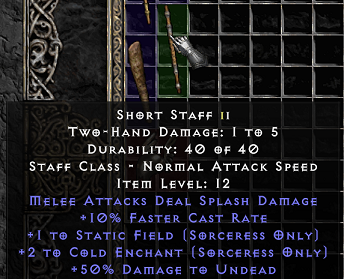 Short Staff II
Two-Hand Damage: 1 to 5
Durability: 40 of 40
Staff Class - Normal Attack Speed
Item Level: 12
Melee Attacks Deal Splash Damage
+10% Faster Cast Rate
+1 to Static Field (Sorceress Only)
+2 to Cold Enchant (Sorceress Only)
+50% Damage to Undead